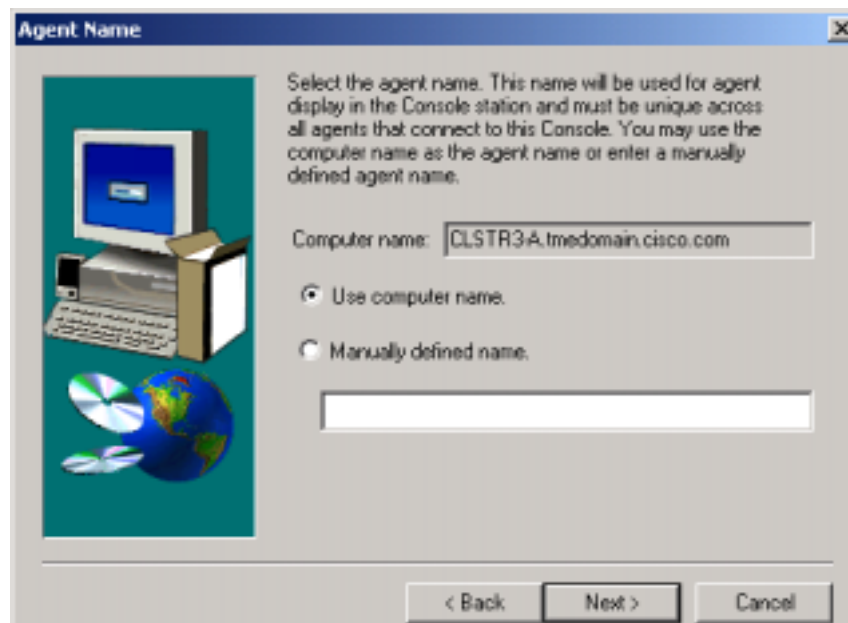 Agent Name
Select the agent name. This name will be used for agent
display in the Console station and must be unique across
all agents that connect to this Console. You may use the
computer name as the agent name or enter a manually
defined agent name.
Computer name: CLSTR3-A.tmedomain.cisco.com
Use computer name.
Manually defined name.
< Back Next > Cancel